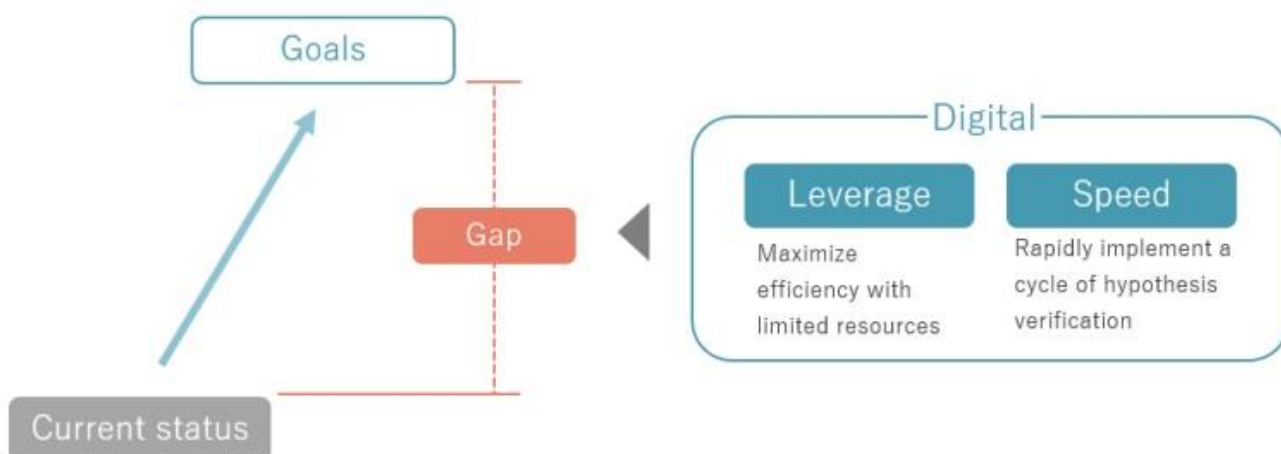 Goals
Digital
Leverage
Speed
Gap
Maximize
efficiency with
limited resources
Rapidly implement a
cycle of hypothesis
verification
Current status